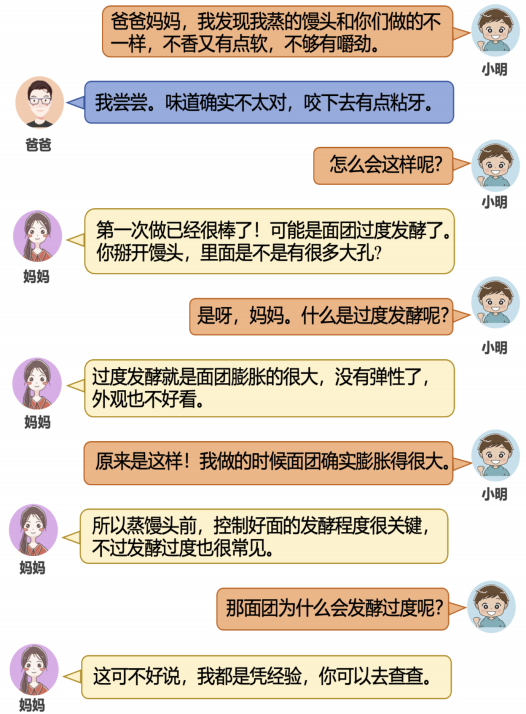 爸爸妈妈，我发现我蒸的馒头和你们做的不
一样，不香又有点软，不够有嚼劲。
小明
我尝尝。味道确实不太对，咬下去有点粘牙。
爸爸
怎么会这样呢？
小明
第一次做已经很棒了！可能是面团过度发酵了。
你掰开馒头，里面是不是有很多大孔？
妈妈
是呀，妈妈。什么是过度发酵呢？
小明
过度发酵就是面团膨胀的很大，没有弹性了，
外观也不好看。
妈妈
原来是这样！我做的时候面团确实膨胀得很大。
小明
所以蒸馒头前，控制好面的发酵程度很关键，
不过发酵过度也很常见。
妈妈
那面团为什么会发酵过度呢？
小明
这可不好说，我都是凭经验，你可以去查查。
妈妈